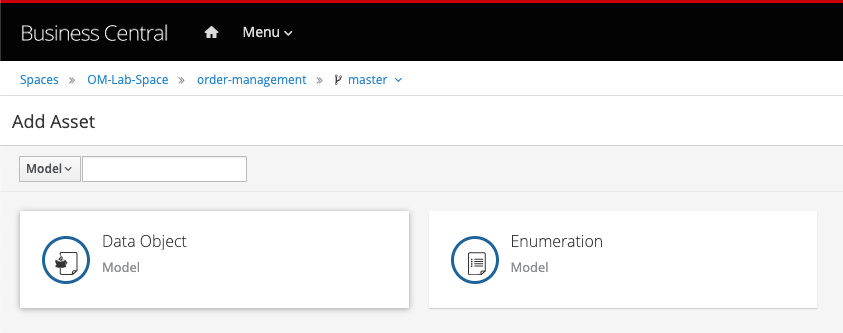 Business Central Menu
Spaces » OM-Lab-Space » order-management » master
Add Asset
Model
Data Object
Model
Enumeration
Model